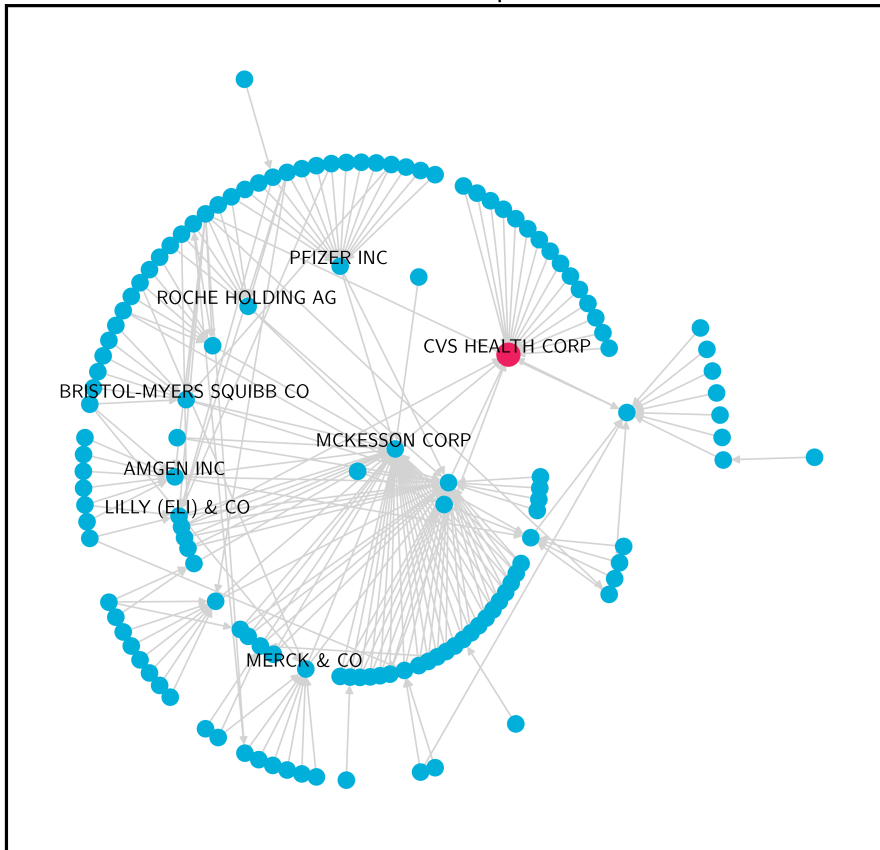 PFIZER INC
ROCHE HOLDING AG
CVS HEALTH CORP
BRISTOL-MYERS SQUIBB CO
MCKESSON CORP
AMGEN INC
LILLY (ELI) & CO
MERCK & CO